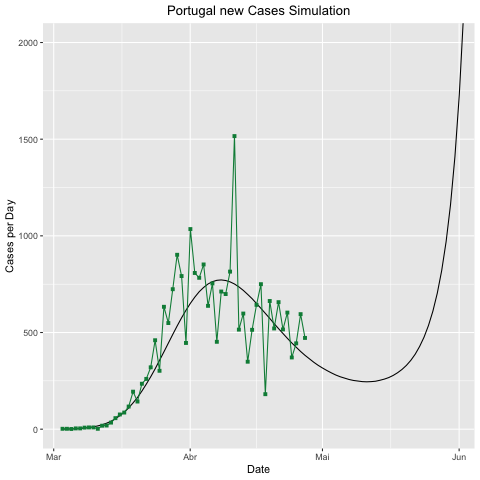 Portugal new Cases Simulation
2000
1500
1000
500
0
Cases per Day
Mar
Abr
Mai
Jun
Date